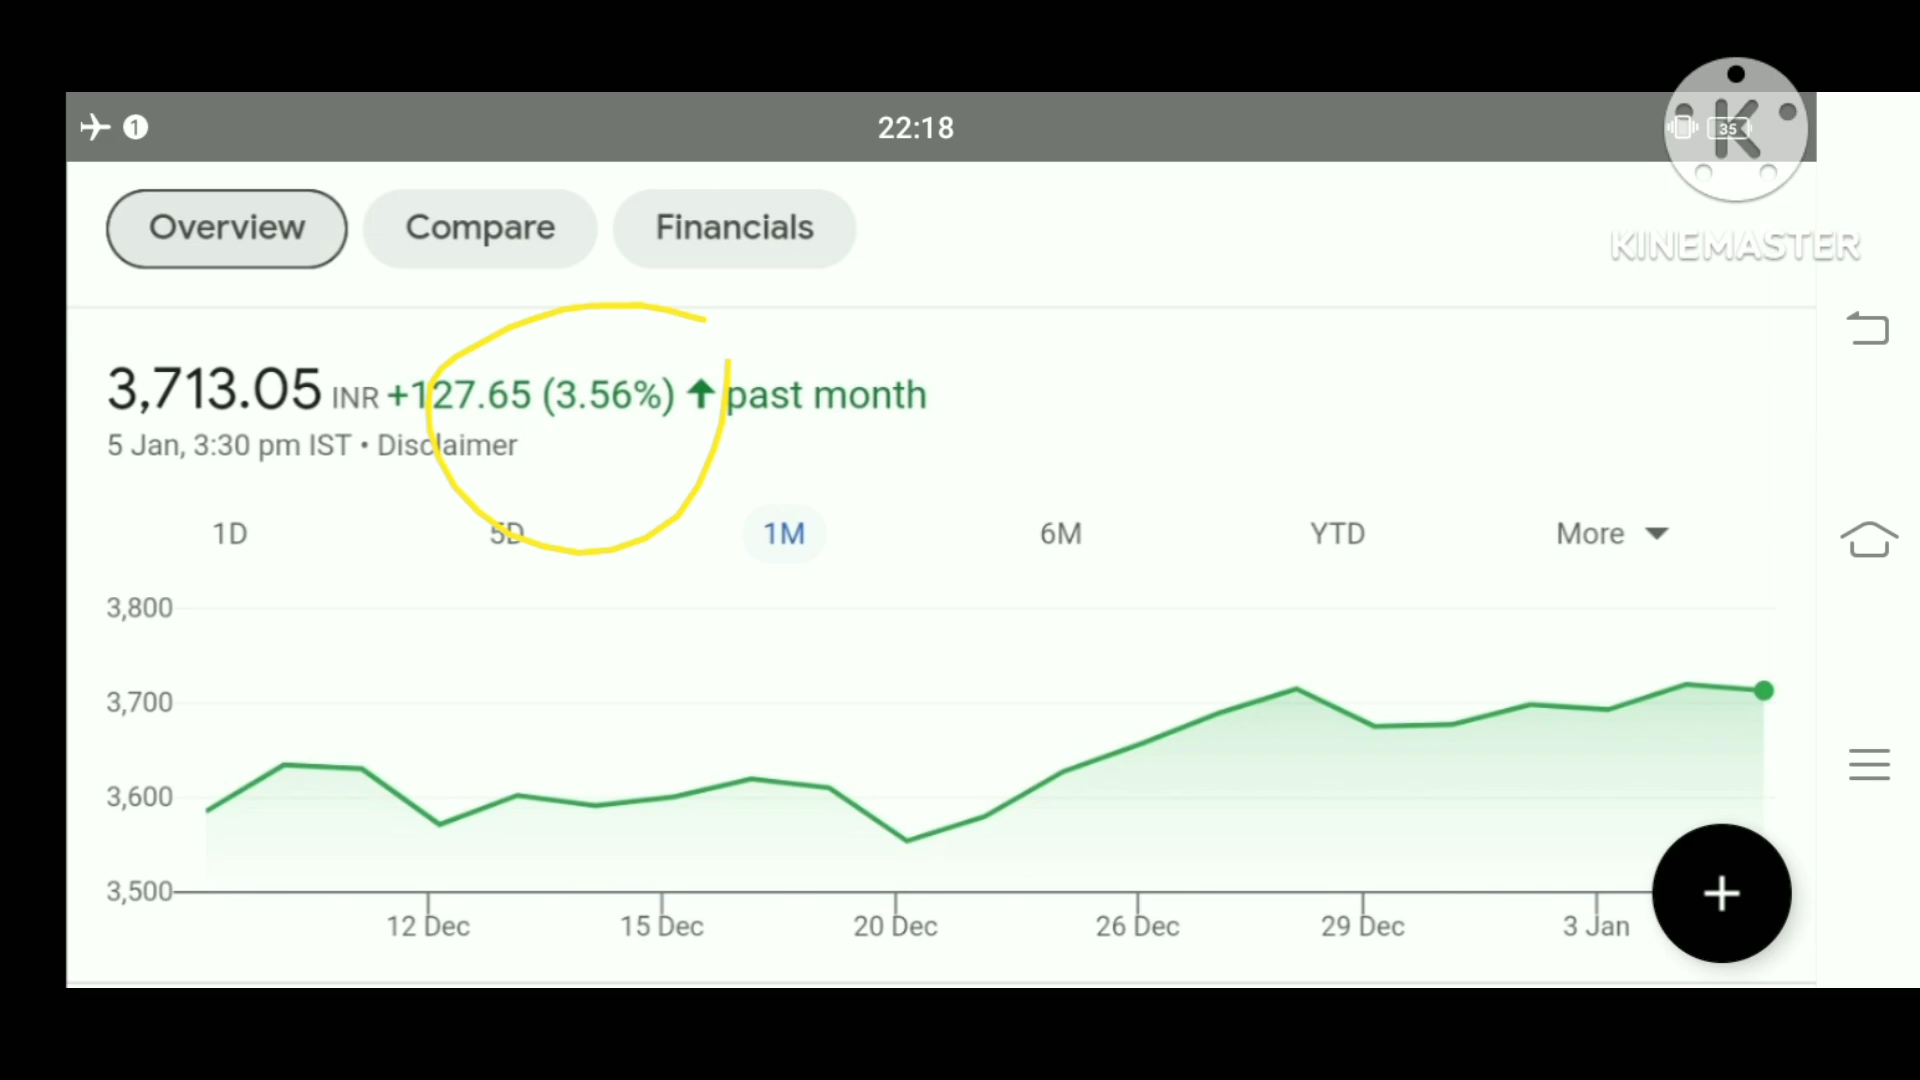 1 22:18 35
K
KINEMASTER
Overview Compare Financials
3,713.05 INR +127.65 (3.56%) ↑ past month
5 Jan, 3:30 pm IST • Disclaimer
1D 5D 1M 6M YTD More
3,800
3,700
3,600
3,500
12 Dec 15 Dec 20 Dec 26 Dec 29 Dec 3 Jan
+